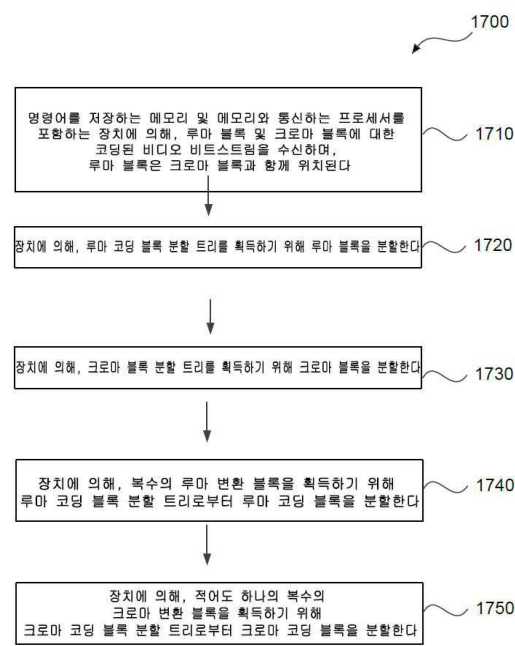 1700
명령어를 저장하는 메모리 및 메모리와 통신하는 프로세서를
포함하는 장치에 의해, 루마 블록 및 크로마 블록에 대한
코딩된 비디오 비트스트림을 수신하며,
루마 블록은 크로마 블록과 함께 위치된다
1710
장치에 의해, 루마 코딩 블록 분할 트리를 획득하기 위해 루마 블록을 분할한다
1720
장치에 의해, 크로마 블록 분할 트리를 획득하기 위해 크로마 블록을 분할한다
1730
장치에 의해, 복수의 루마 변환 블록을 획득하기 위해
루마 코딩 블록 분할 트리로부터 루마 코딩 블록을 분할한다
1740
장치에 의해, 적어도 하나의 복수의
크로마 변환 블록을 획득하기 위해
크로마 코딩 블록 분할 트리로부터 크로마 코딩 블록을 분할한다
1750